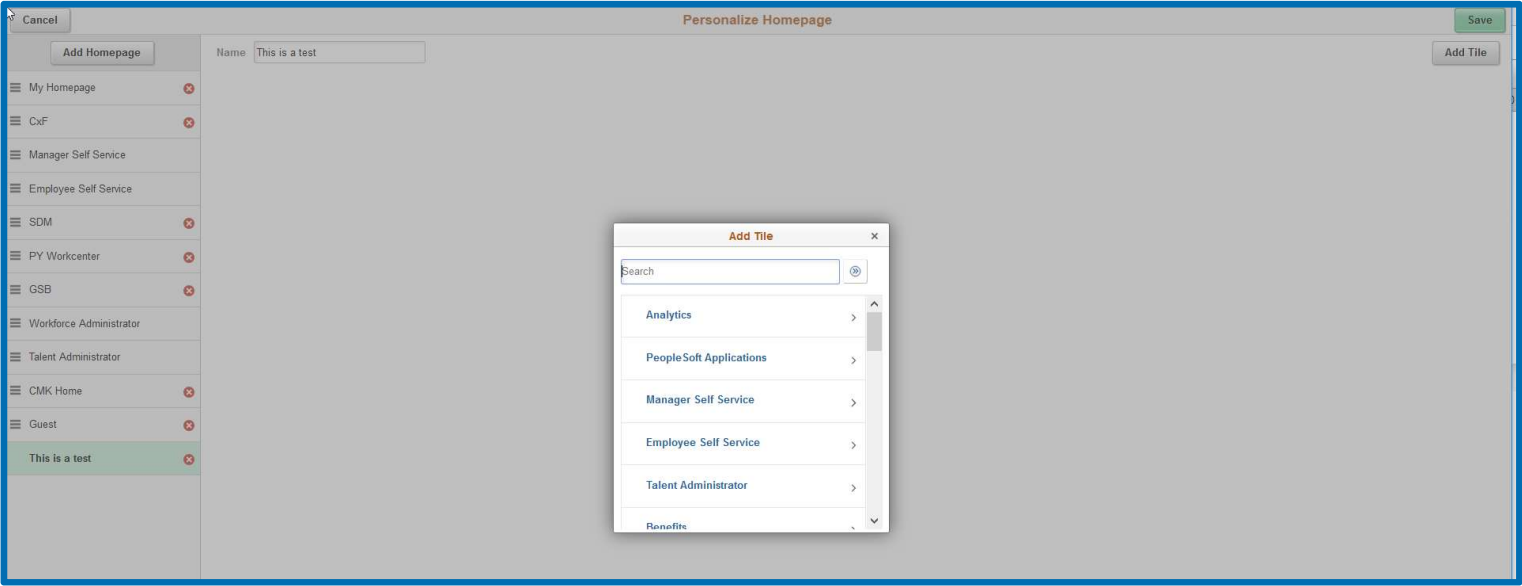 Cancel
Personalize Homepage
Save
Add Homepage
Name This is a test
Add Tile
My Homepage
CxF
Manager Self Service
Employee Self Service
SDM
PY Workcenter
GSB
Workforce Administrator
Talent Administrator
CMK Home
Guest
This is a test
Add Tile
Search
Analytics
PeopleSoft Applications
Manager Self Service
Employee Self Service
Talent Administrator
Benefits